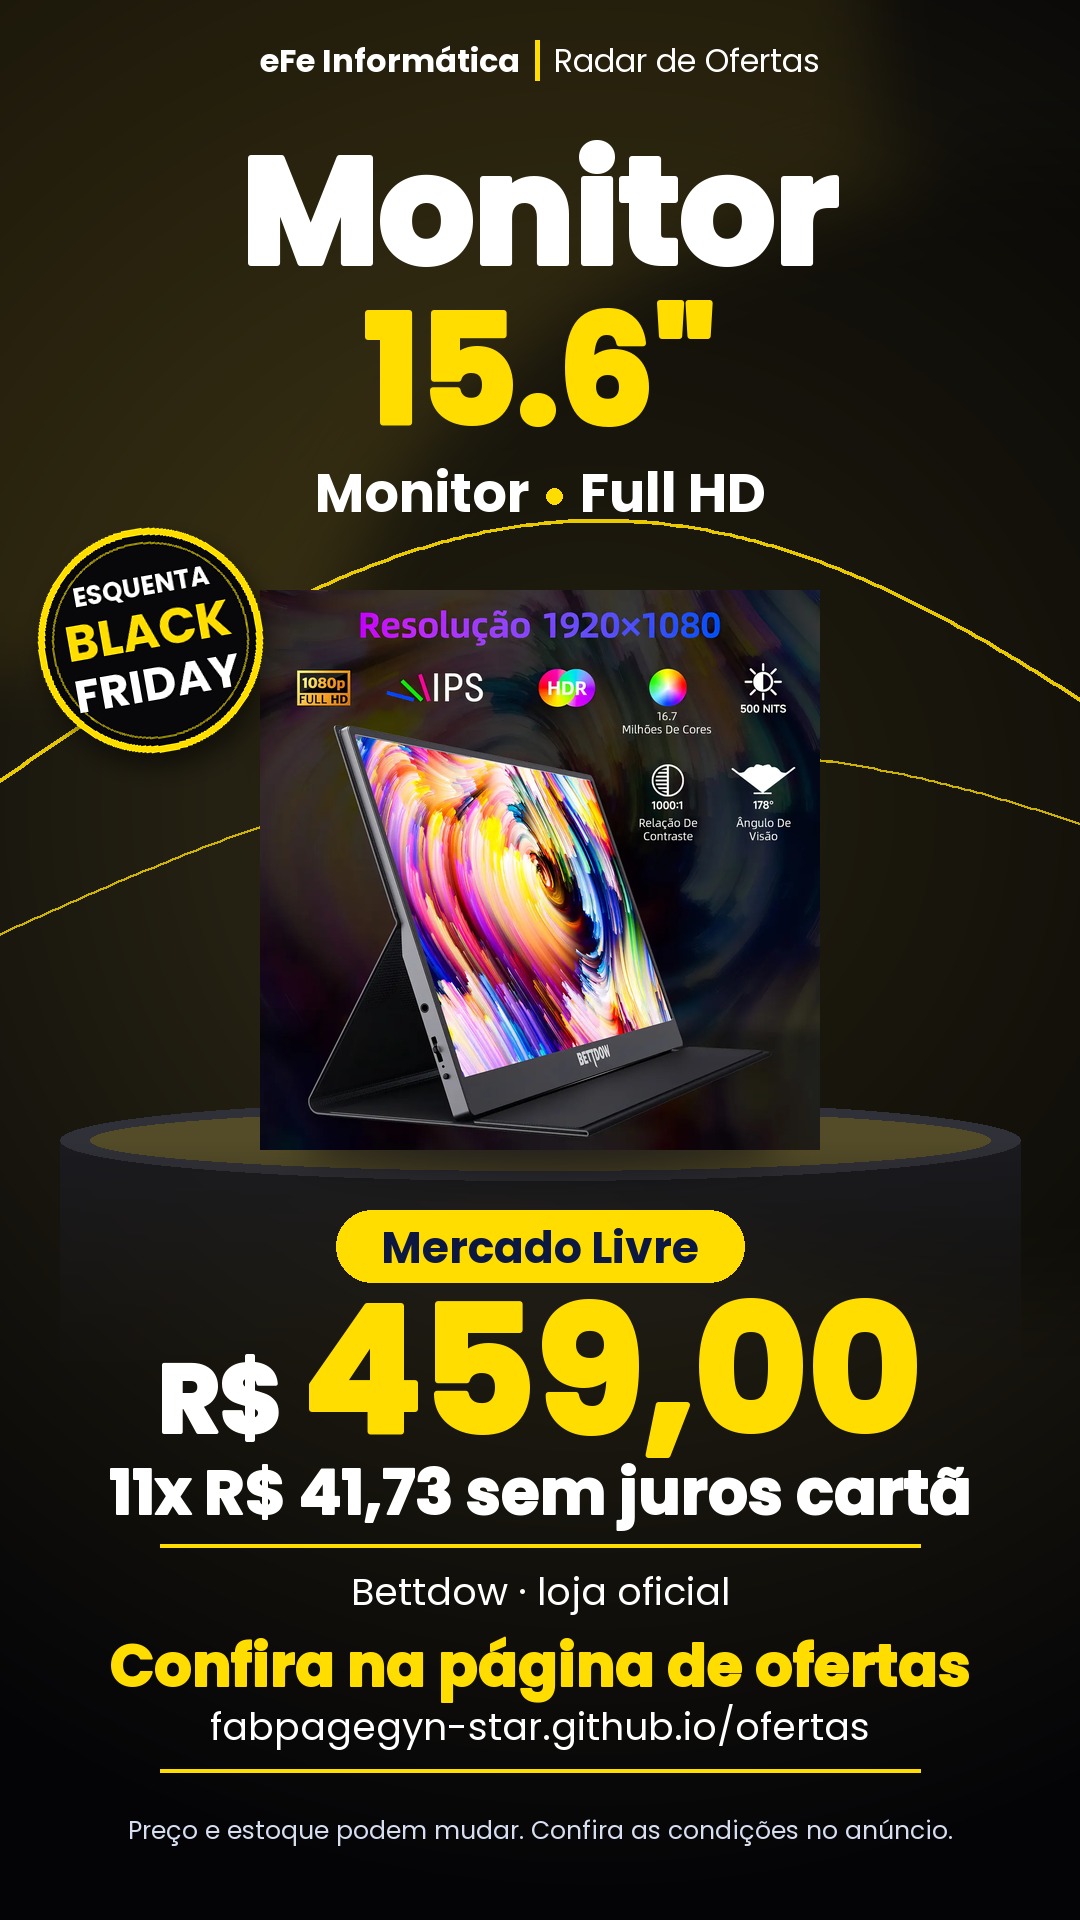 eFe Informática | Radar de Ofertas
Monitor
15.6"
Monitor • Full HD
ESQUENTA
BLACK
FRIDAY
Resolução 1920×1080
1080p
FULL HD
IPS
HDR
16.7
Milhões De Cores
500 NITS
1000:1
Relação De
Contraste
178°
Ângulo De
Visão
BETTDOW
Mercado Livre
R$ 459,00
11x R$ 41,73 sem juros cartã
Bettdow · loja oficial
Confira na página de ofertas
fabpagegyn-star.github.io/ofertas
Preço e estoque podem mudar. Confira as condições no anúncio.